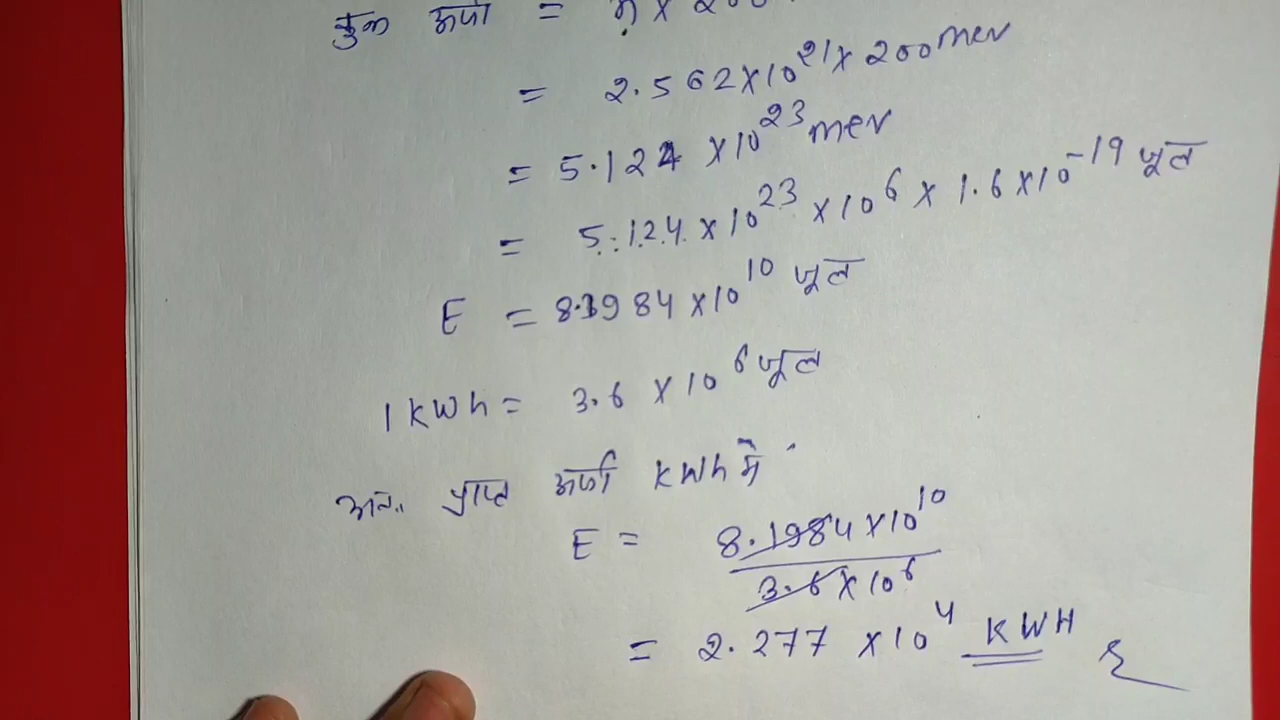 कुल ऊर्जा = n × 200
= 2.562×10²¹× 200mev
= 5.124 ×10²³ mev
= 5.124 ×10²³ ×10⁶ × 1.6×10⁻¹⁹ जूल
E = 8.1984 ×10¹⁰ जूल
1 KWh = 3.6 ×10⁶ जूल
अतः प्राप्त ऊर्जा KWh में
E = 8.1984 ×10¹⁰
3.6×10⁶
= 2.277 ×10⁴ KWH